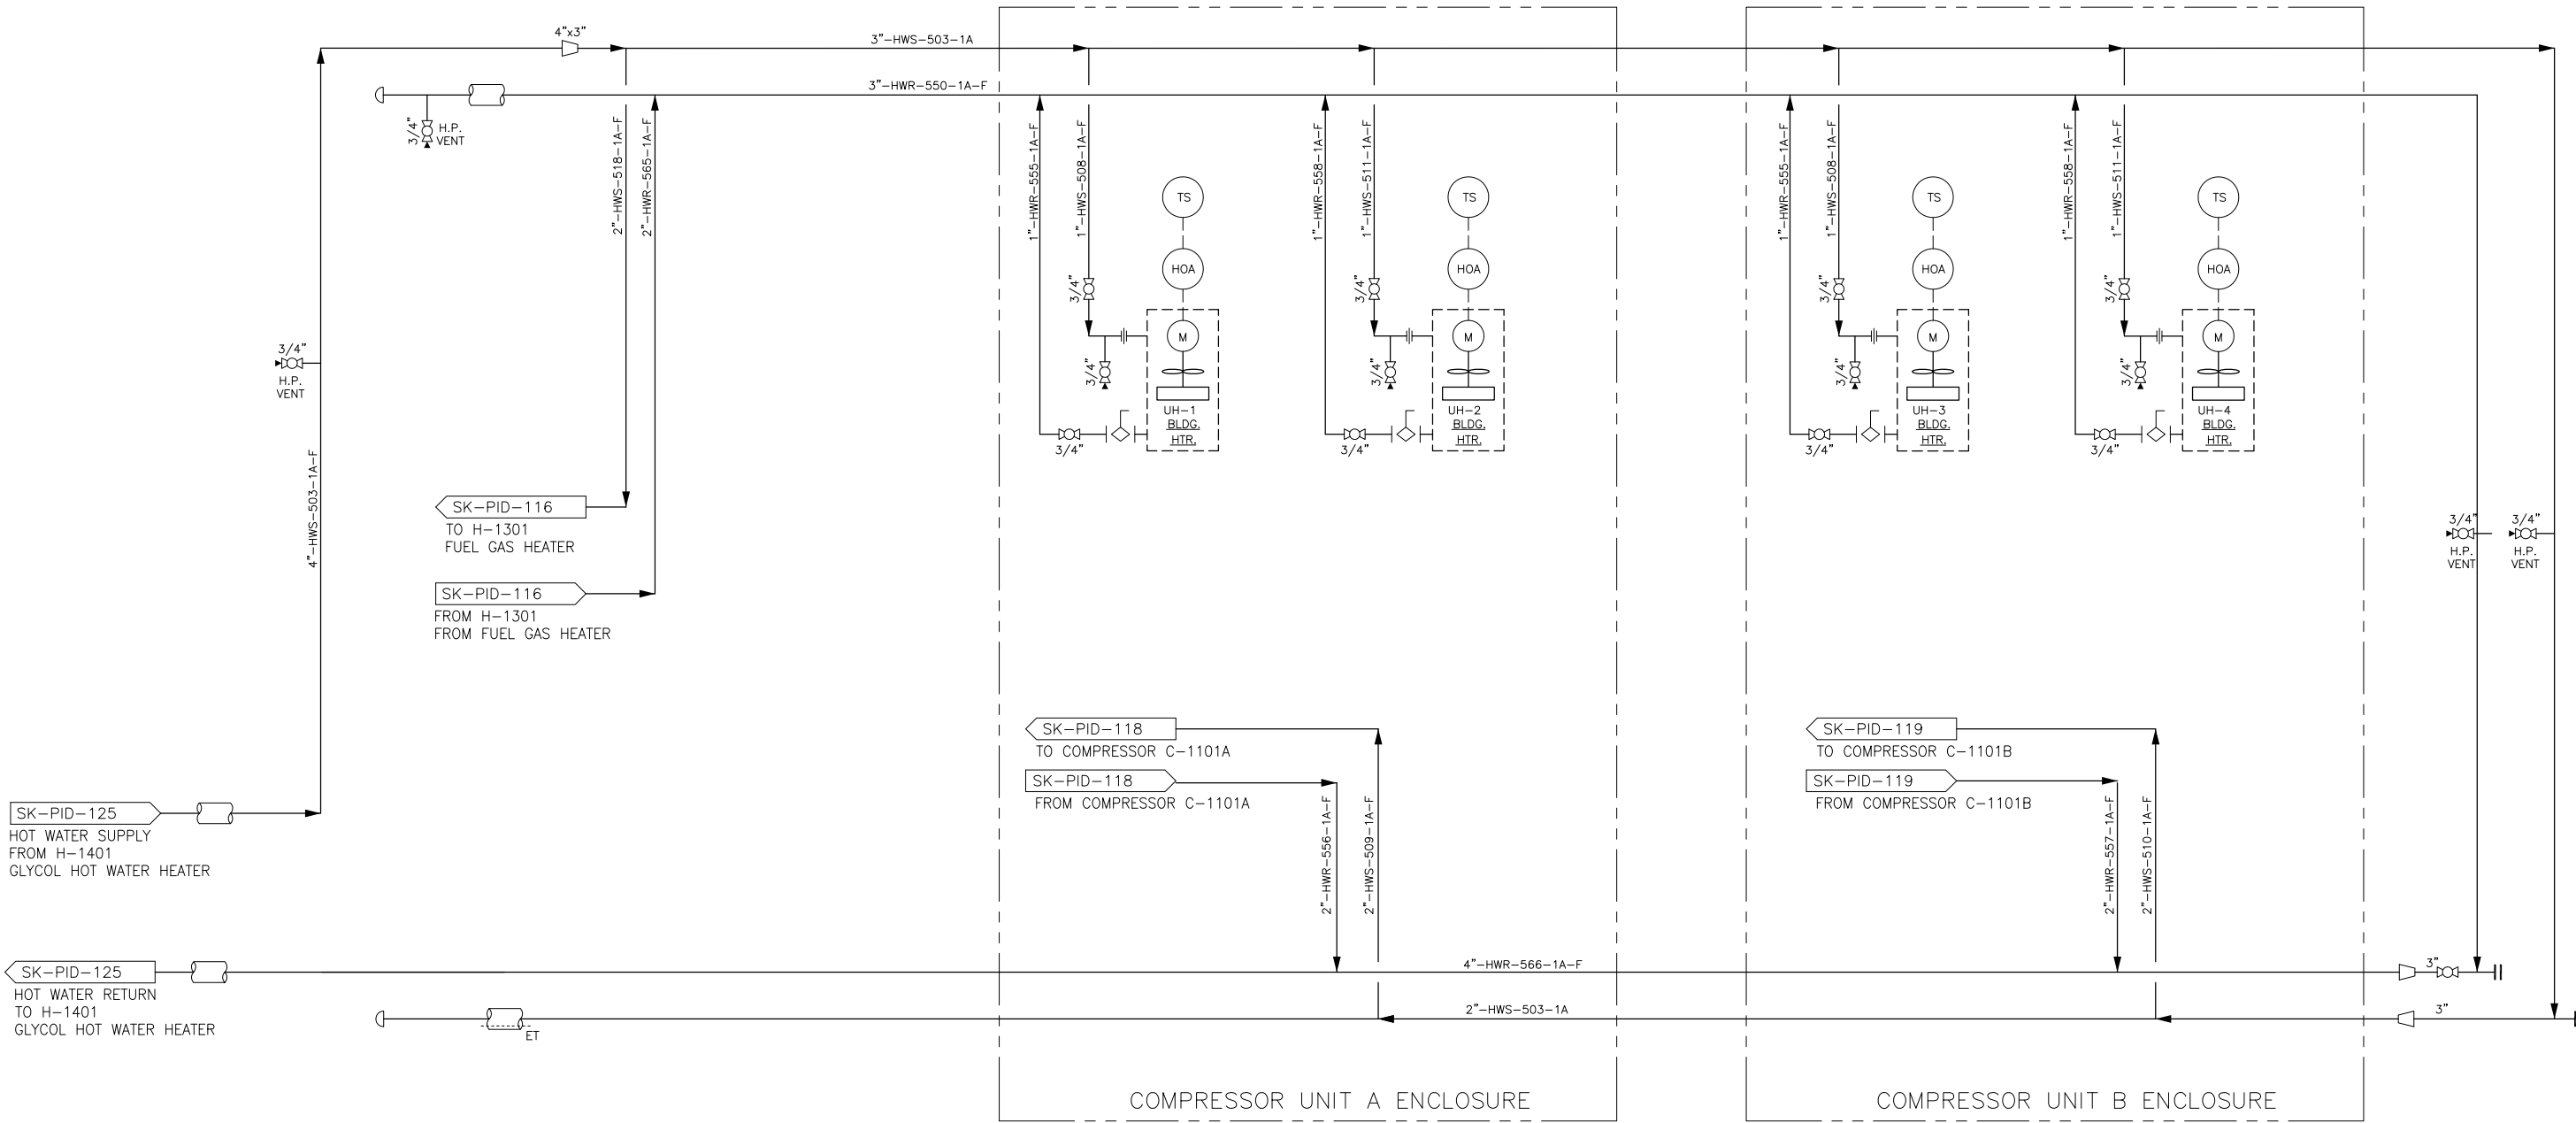 4"x3"
3"-HWS-503-1A
3"-HWR-550-1A-F
3/4"
H.P.
VENT
2"-HWS-518-1A-F
2"-HWR-565-1A-F
3/4"
H.P.
VENT
4"-HWS-503-1A-F
SK-PID-116
TO H-1301
FUEL GAS HEATER
SK-PID-116
FROM H-1301
FROM FUEL GAS HEATER
SK-PID-125
HOT WATER SUPPLY
FROM H-1401
GLYCOL HOT WATER HEATER
SK-PID-125
HOT WATER RETURN
TO H-1401
GLYCOL HOT WATER HEATER
ET
1"-HWR-555-1A-F
1"-HWS-508-1A-F
TS
HOA
3/4"
M
3/4"
UH-1
BLDG.
HTR.
3/4"
1"-HWR-558-1A-F
1"-HWS-511-1A-F
TS
HOA
3/4"
M
3/4"
UH-2
BLDG.
HTR.
3/4"
SK-PID-118
TO COMPRESSOR C-1101A
SK-PID-118
FROM COMPRESSOR C-1101A
2"-HWR-556-1A-F
2"-HWS-509-1A-F
4"-HWR-566-1A-F
2"-HWS-503-1A
COMPRESSOR UNIT A ENCLOSURE
1"-HWR-555-1A-F
1"-HWS-508-1A-F
TS
HOA
3/4"
M
3/4"
UH-3
BLDG.
HTR.
3/4"
1"-HWR-558-1A-F
1"-HWS-511-1A-F
TS
HOA
3/4"
M
3/4"
UH-4
BLDG.
HTR.
3/4"
SK-PID-119
TO COMPRESSOR C-1101B
SK-PID-119
FROM COMPRESSOR C-1101B
2"-HWR-557-1A-F
2"-HWS-510-1A-F
COMPRESSOR UNIT B ENCLOSURE
3/4"
H.P.
VENT
3/4"
H.P.
VENT
3"
3"